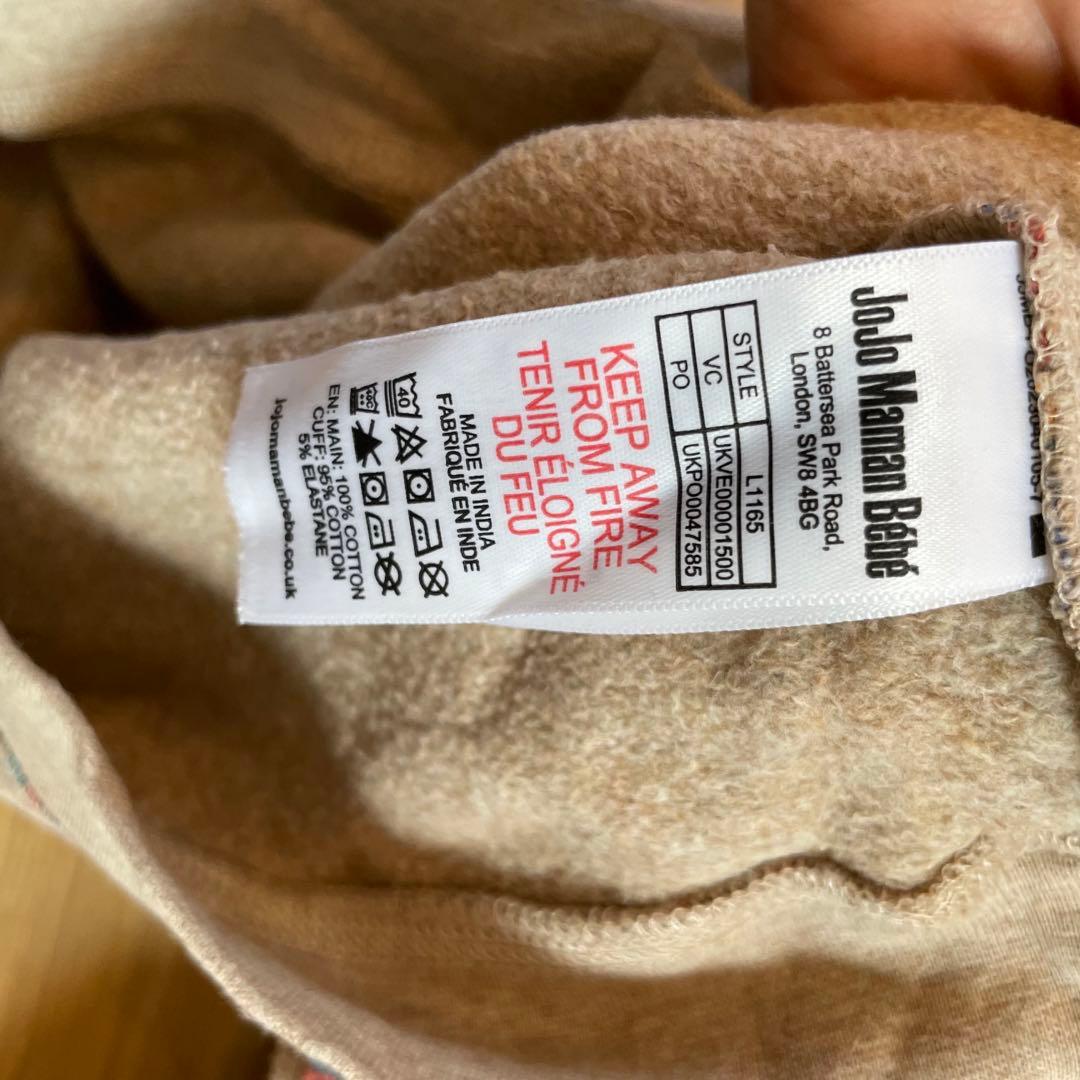 JoJo Maman Bébé
8 Battersea Park Road,
London, SW8 4BG
STYLE L1165
VC UKVE00001500
PO UKPO0047585
KEEP AWAY
FROM FIRE
TENIR ÉLOIGNÉ
DU FEU
MADE IN INDIA
FABRIQUÉ EN INDE
40
EN: MAIN: 100% COTTON
CUFF: 95% COTTON
5% ELASTANE
jojomamanbebe.co.uk